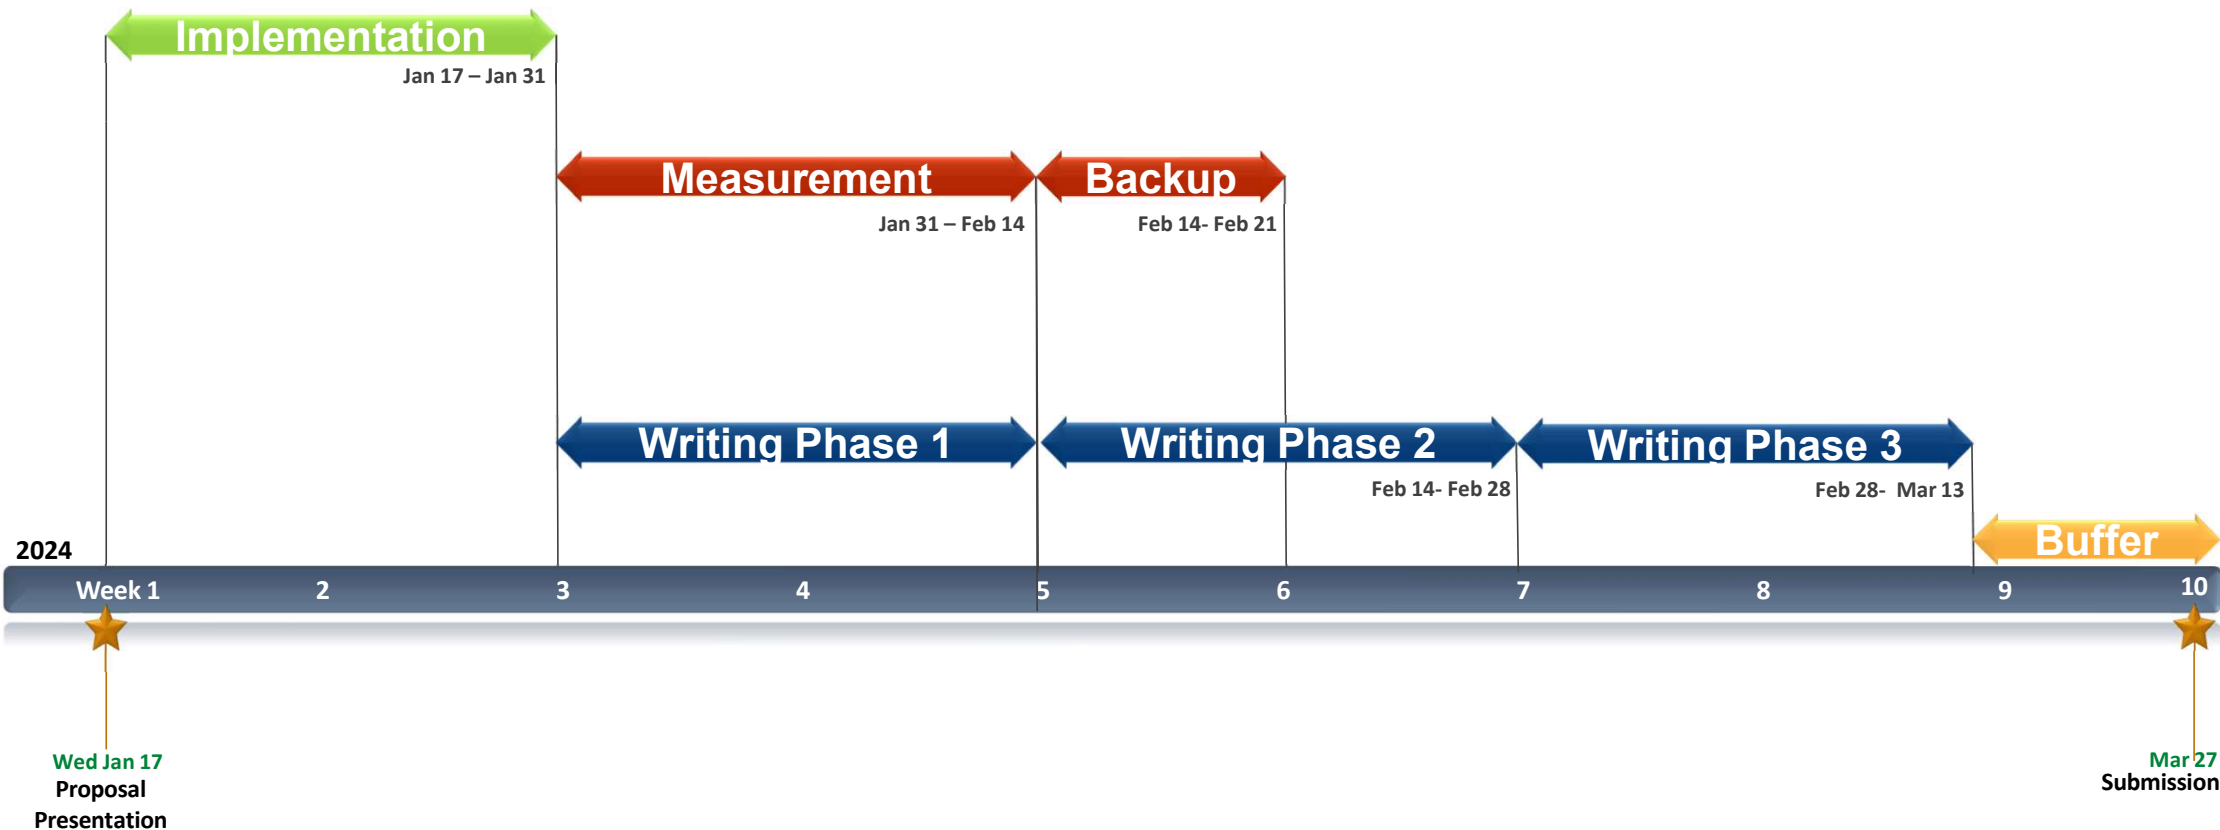 Implementation
Jan 17 – Jan 31
Measurement
Backup
Jan 31 – Feb 14
Feb 14- Feb 21
Writing Phase 1
Writing Phase 2
Writing Phase 3
Feb 14- Feb 28
Feb 28-  Mar 13
Buffer
2024
Week 1 2 3 4 5 6 7 8 9 10
Wed Jan 17
Proposal
Presentation
Mar 27
Submission